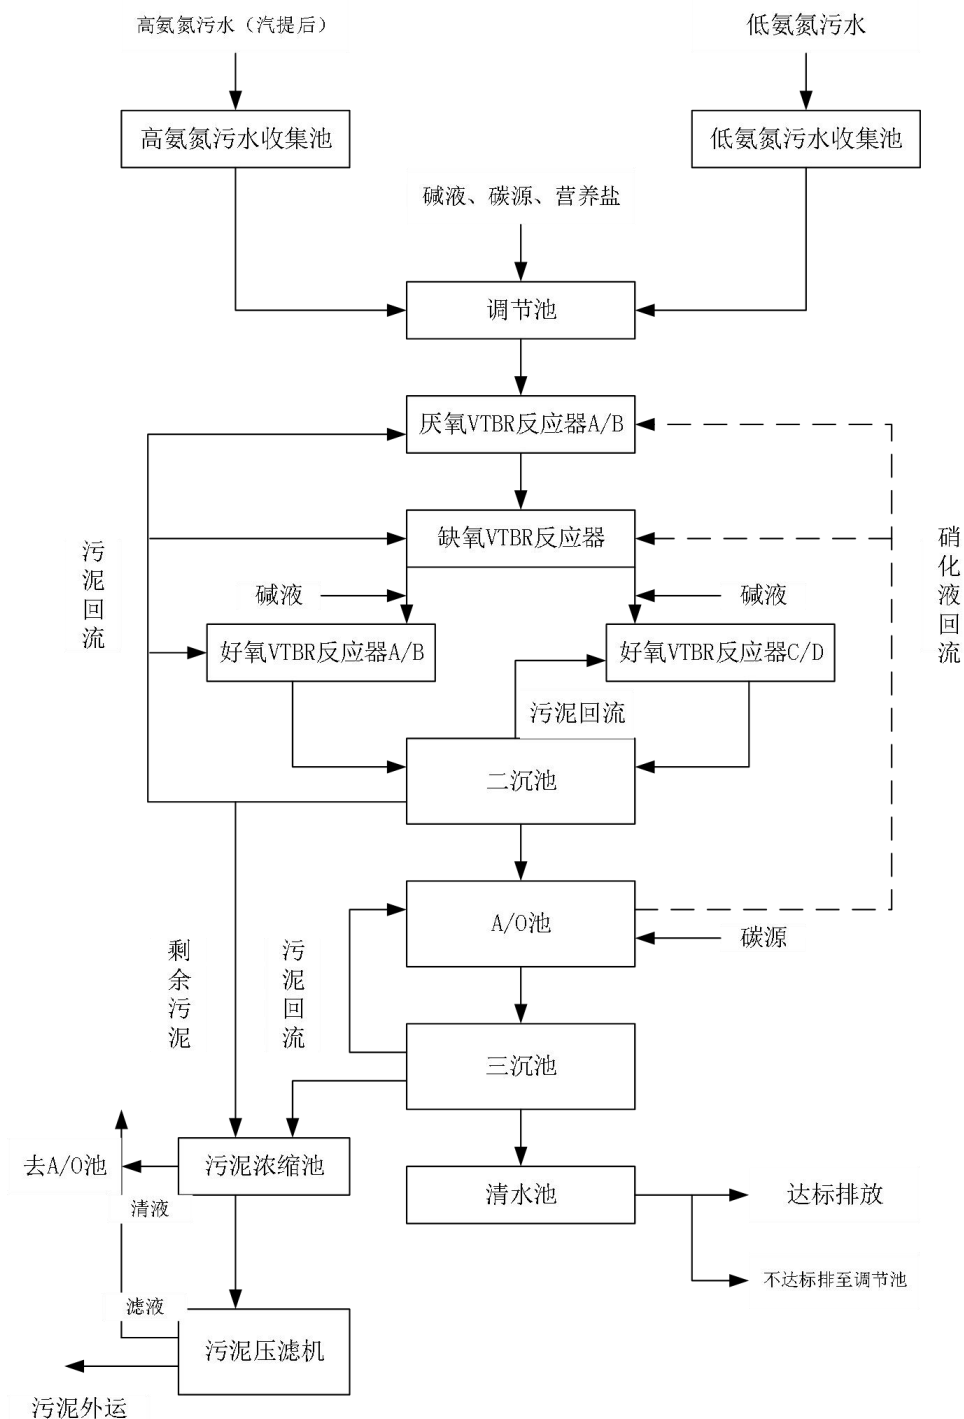 高氨氮污水（汽提后）
低氨氮污水
高氨氮污水收集池
低氨氮污水收集池
碱液、碳源、营养盐
调节池
厌氧VTBR反应器A/B
缺氧VTBR反应器
污泥回流
硝化液回流
碱液
碱液
好氧VTBR反应器A/B
好氧VTBR反应器C/D
污泥回流
二沉池
A/O池
碳源
剩余污泥
污泥回流
三沉池
去A/O池
污泥浓缩池
清液
清水池
达标排放
不达标排至调节池
滤液
污泥压滤机
污泥外运